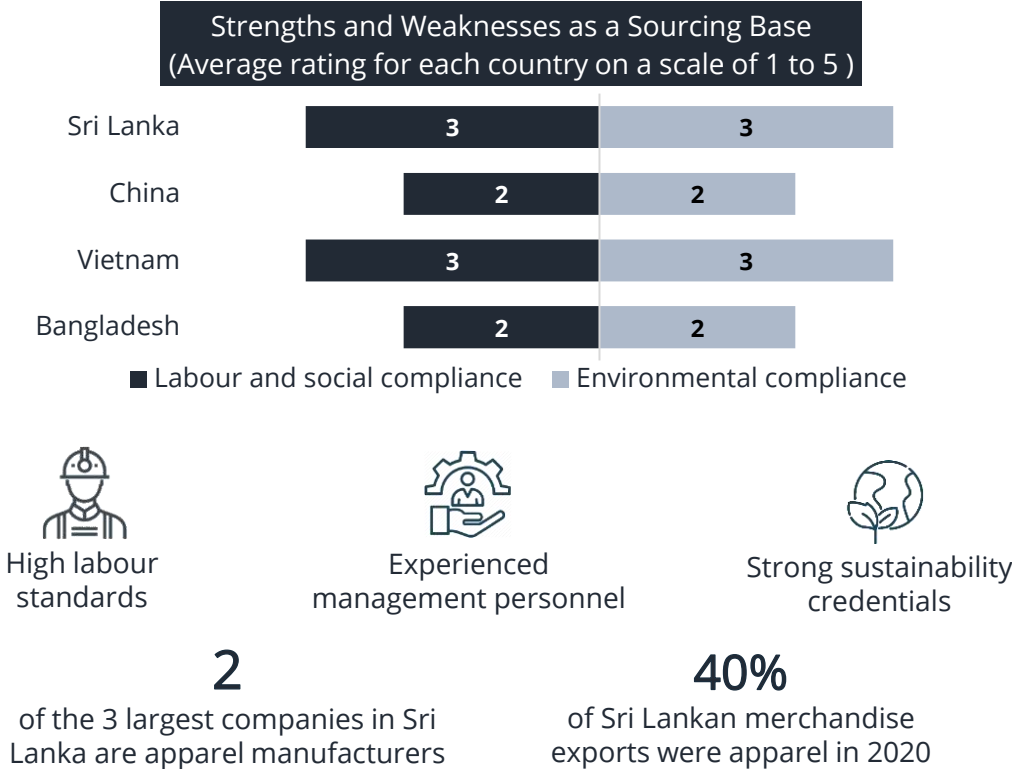 Strengths and Weaknesses as a Sourcing Base
(Average rating for each country on a scale of 1 to 5 )
Sri Lanka
3
3
China
2
2
Vietnam
3
3
Bangladesh
2
2
Labour and social compliance
Environmental compliance
High labour
standards
Experienced
management personnel
Strong sustainability
credentials
2
of the 3 largest companies in Sri
Lanka are apparel manufacturers
40%
of Sri Lankan merchandise
exports were apparel in 2020